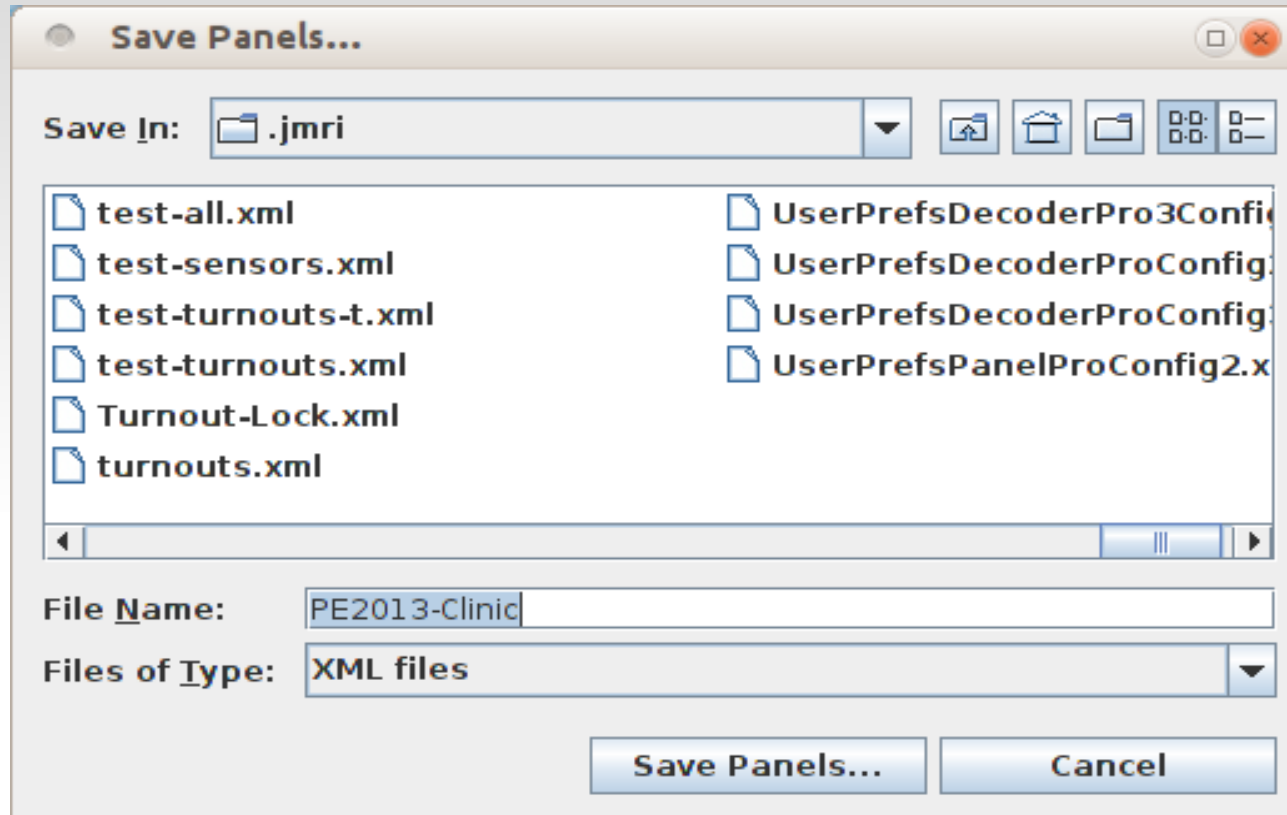 Save Panels...
Save In: .jmri
test-all.xml
test-sensors.xml
test-turnouts-t.xml
test-turnouts.xml
Turnout-Lock.xml
turnouts.xml
UserPrefsDecoderPro3Config
UserPrefsDecoderProConfig
UserPrefsDecoderProConfig
UserPrefsPanelProConfig2.x
File Name: PE2013-Clinic
Files of Type: XML files
Save Panels... Cancel